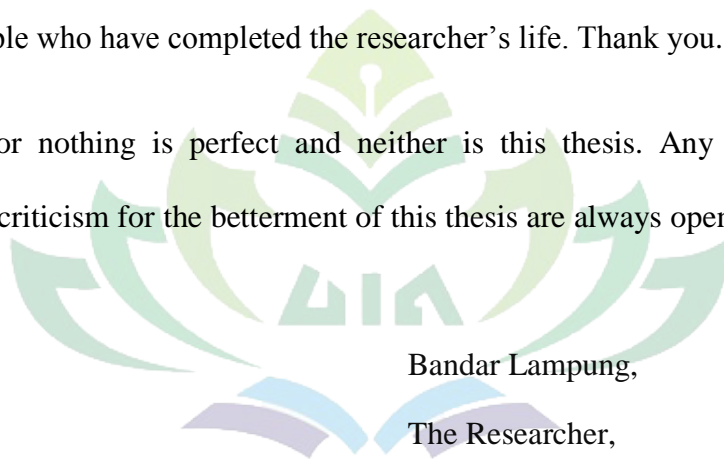 ple who have completed the researcher's life. Thank you.
or nothing is perfect and neither is this thesis. Any
criticism for the betterment of this thesis are always open
UIN
Bandar Lampung,
The Researcher,